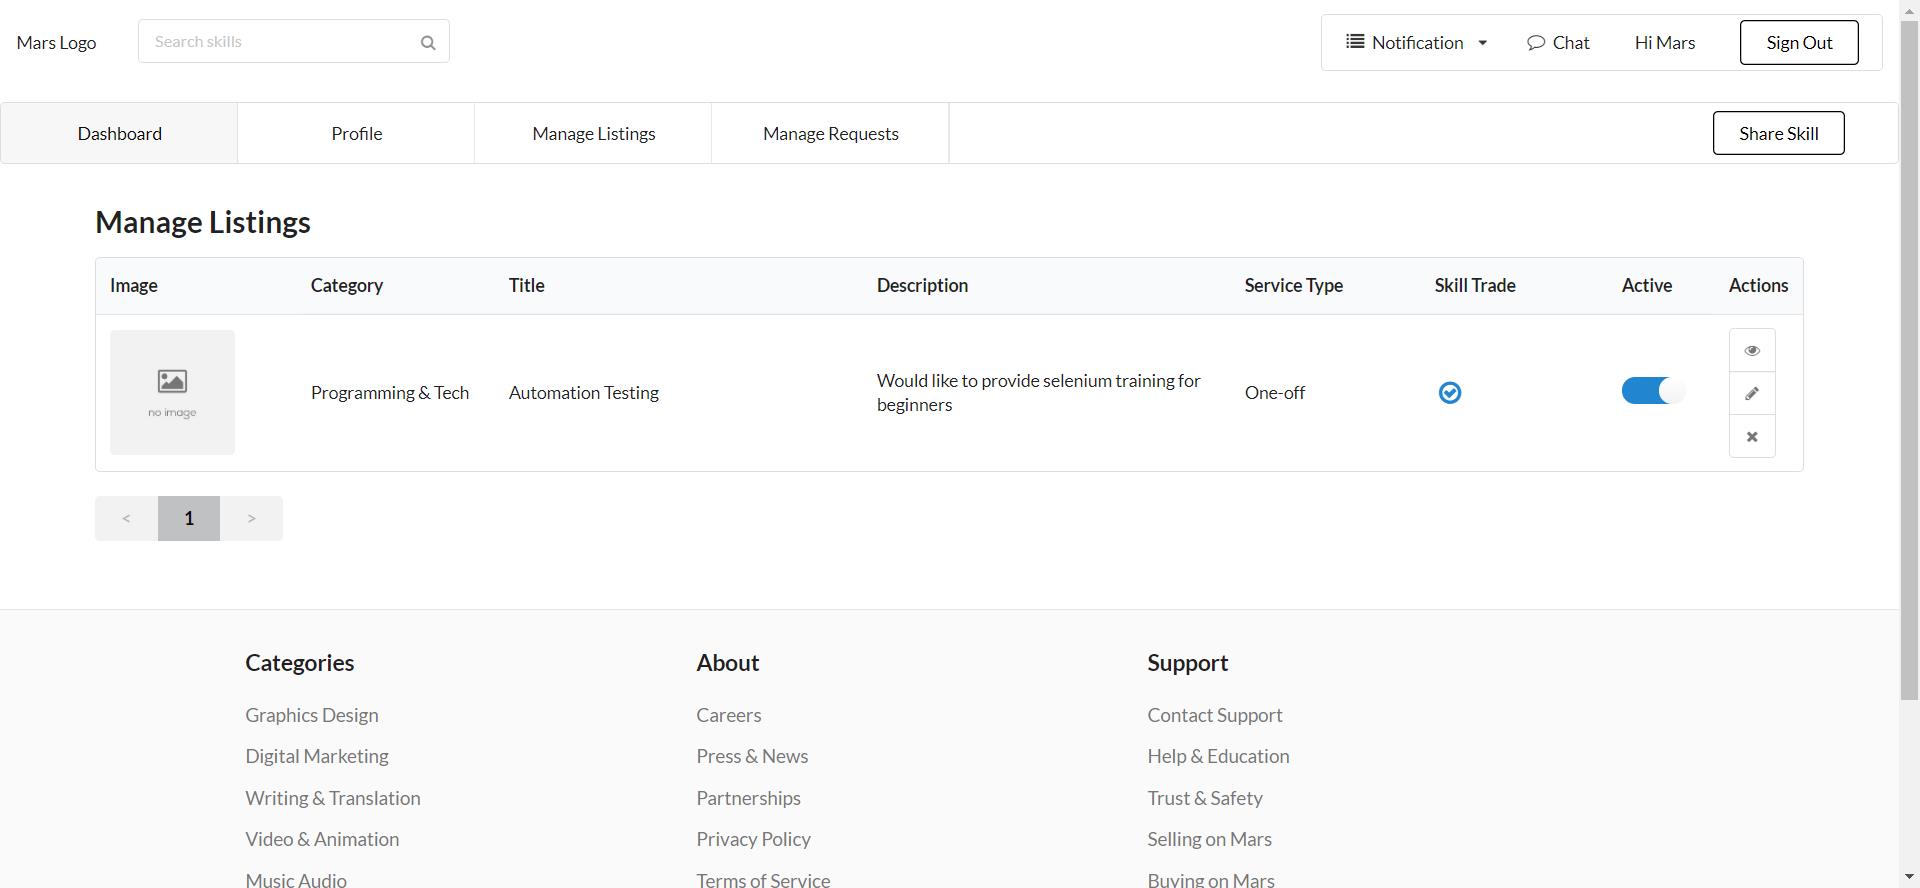 Mars Logo
Search skills
Notification
Chat
Hi Mars
Sign Out
Dashboard
Profile
Manage Listings
Manage Requests
Share Skill
Manage Listings
Image
Category
Title
Description
Service Type
Skill Trade
Active
Actions
no image
Programming & Tech
Automation Testing
Would like to provide selenium training for
beginners
One-off
< 1 >
Categories
Graphics Design
Digital Marketing
Writing & Translation
Video & Animation
Music Audio
About
Careers
Press & News
Partnerships
Privacy Policy
Terms of Service
Support
Contact Support
Help & Education
Trust & Safety
Selling on Mars
Buying on Mars